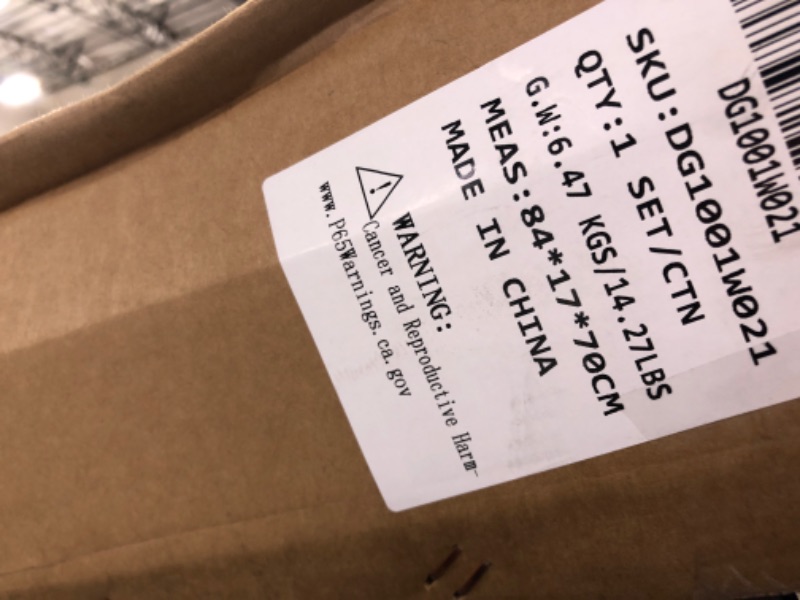 DG1001W021
SKU:DG1001W021
QTY:1 SET/CTN
G.W:6.47 KGS/14.27LBS
MEAS:84*17*70CM
MADE IN CHINA
WARNING:
Cancer and Reproductive Harm-
www.P65Warnings.ca.gov